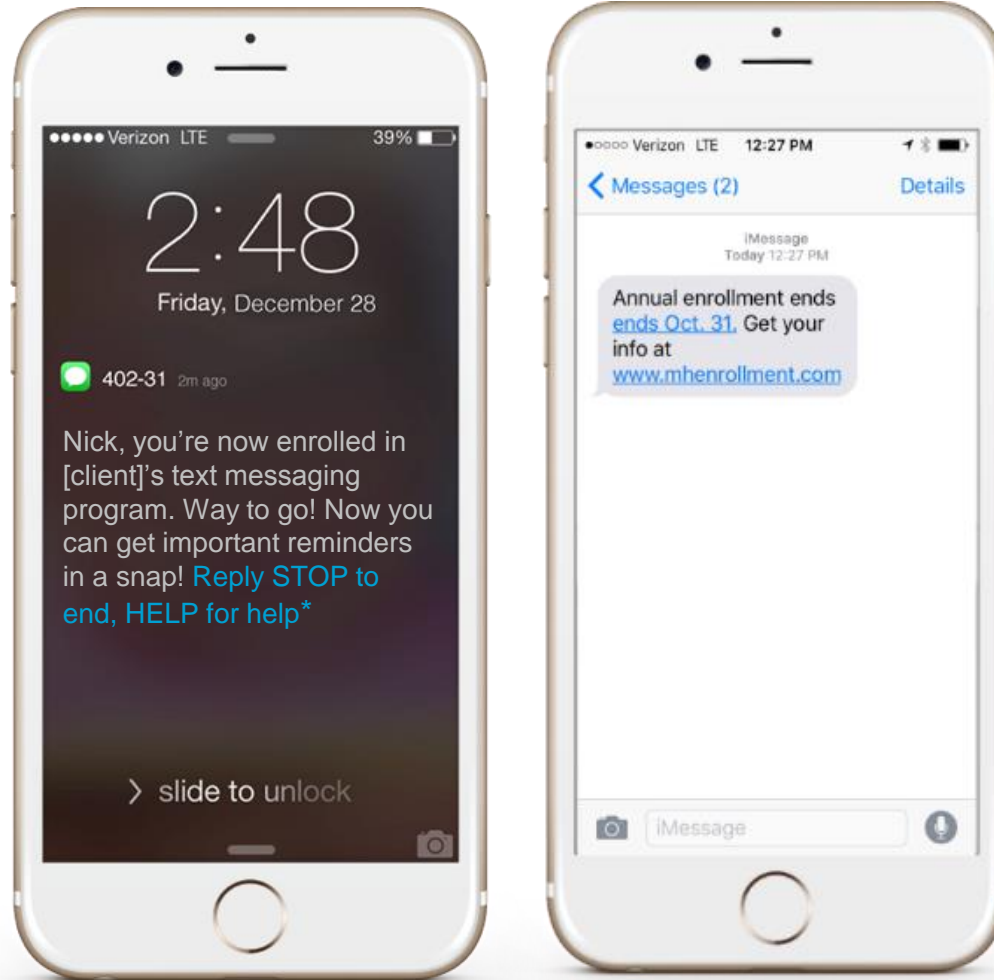 Verizon LTE 39%
2:48
Friday, December 28
402-31 2m ago
Nick, you’re now enrolled in
[client]’s text messaging
program. Way to go! Now you
can get important reminders
in a snap! Reply STOP to
end, HELP for help*
> slide to unlock
Verizon LTE 12:27 PM
Messages (2) Details
iMessage
Today 12:27 PM
Annual enrollment ends
ends Oct. 31. Get your
info at
www.mhenrollment.com
iMessage